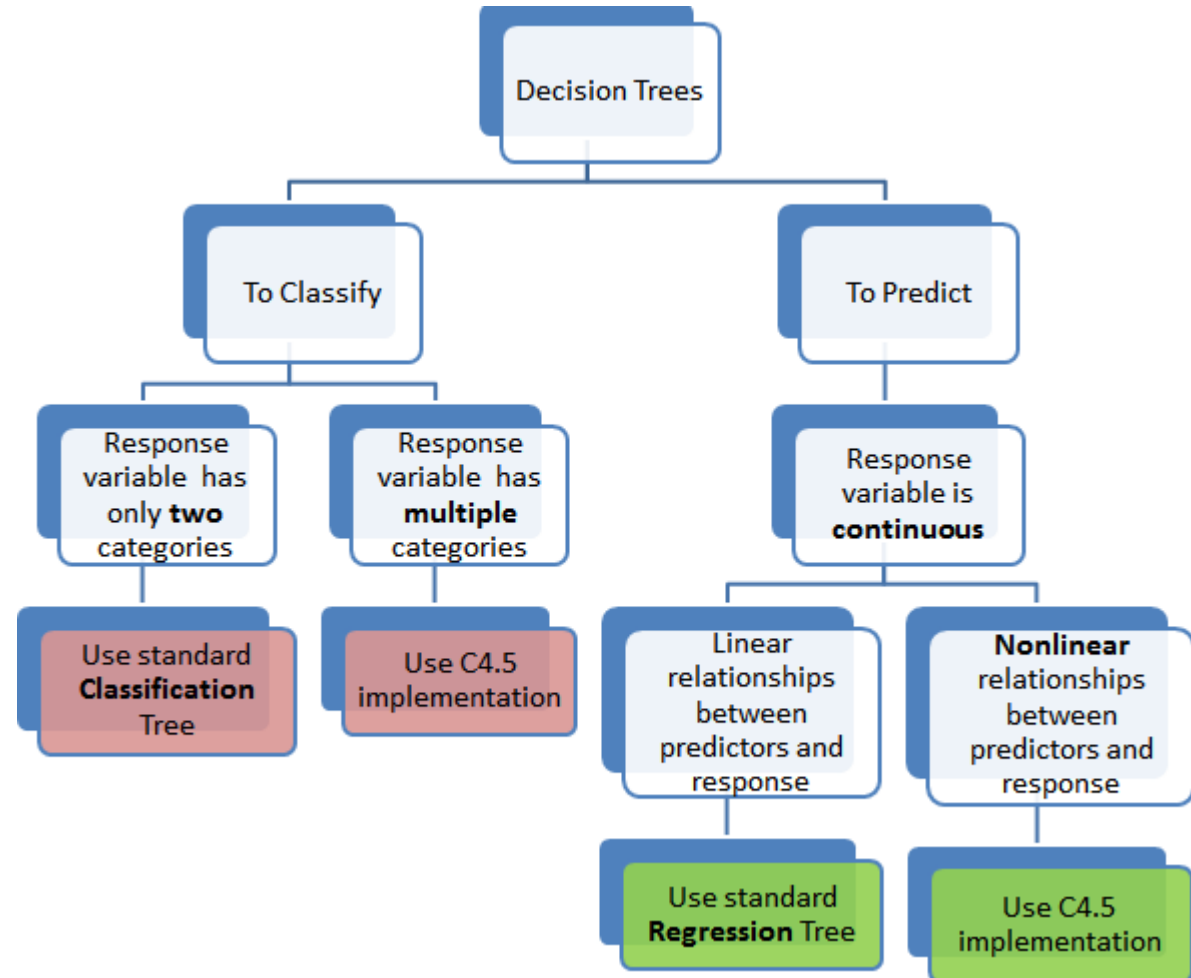 Decision Trees
To Classify
To Predict
Response
variable has
only two
categories
Response
variable has
multiple
categories
Response
variable is
continuous
Use standard
Classification
Tree
Use C4.5
implementation
Linear
relationships
between
predictors and
response
Nonlinear
relationships
between
predictors and
response
Use standard
Regression Tree
Use C4.5
implementation